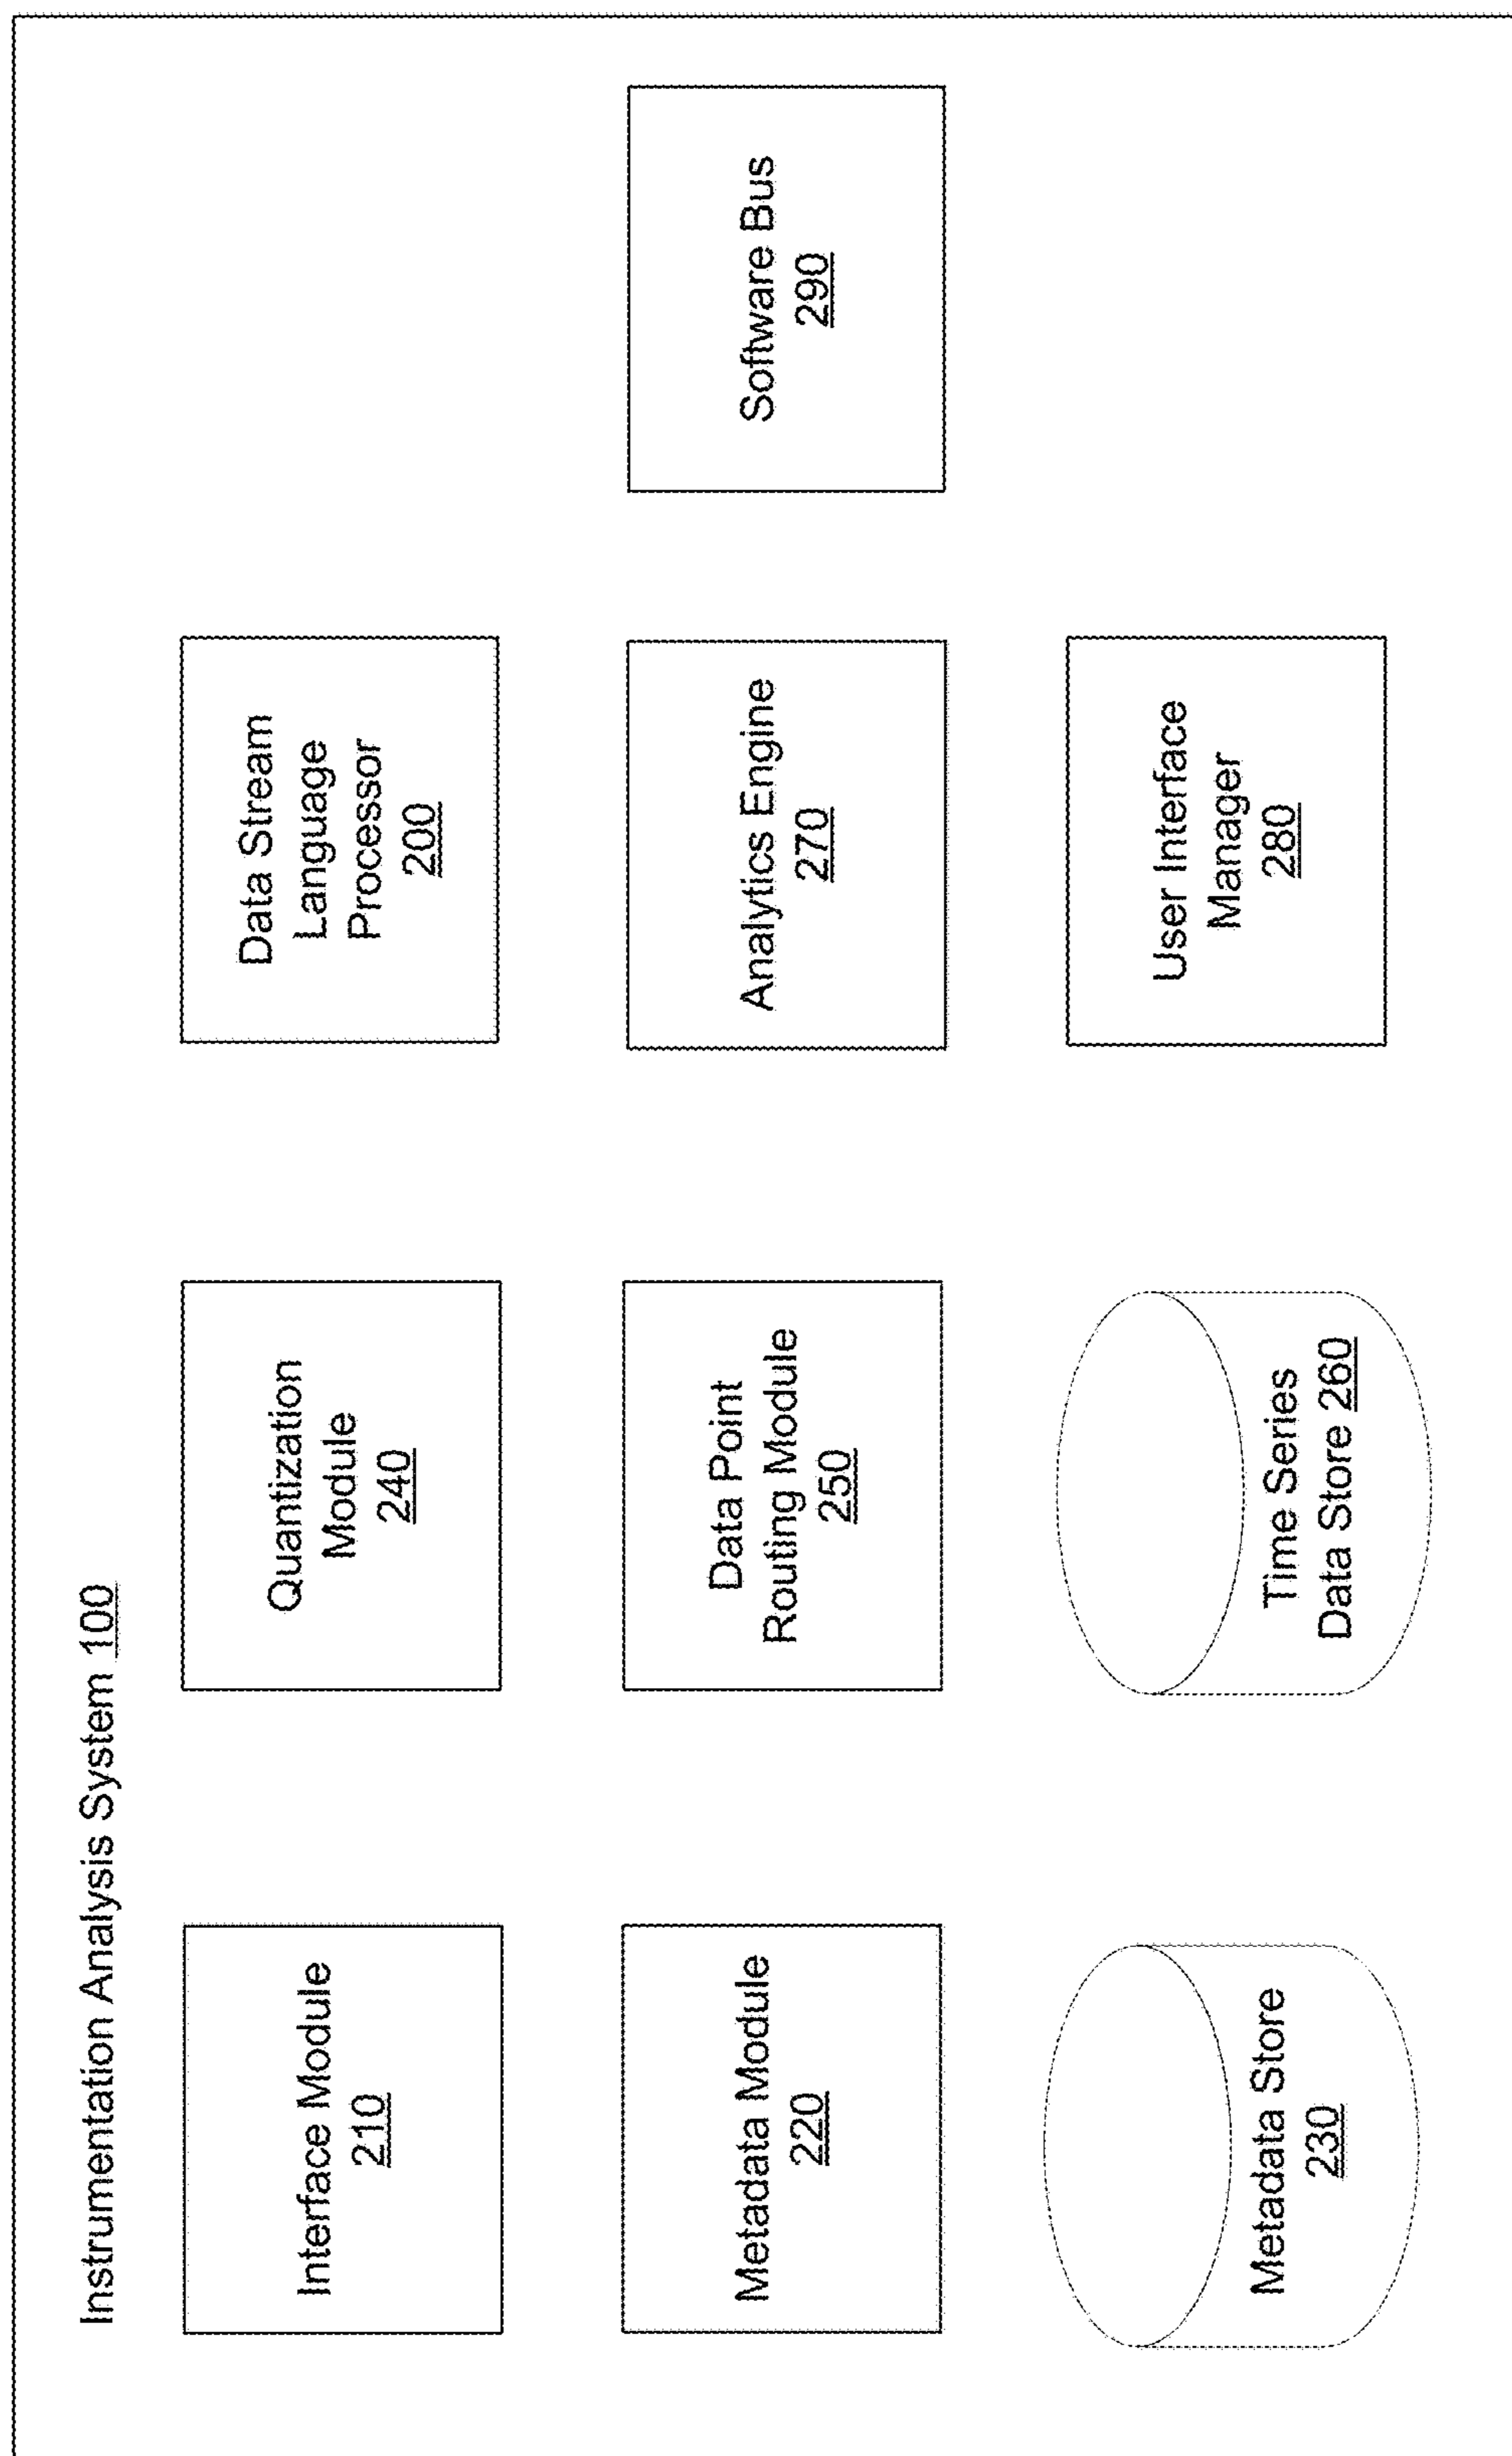 Instrumentation Analysis System 100
Interface Module
210
Quantization
Module
240
Data Stream
Language
Processor
200
Metadata Module
220
Data Point
Routing Module
250
Analytics Engine
270
Software Bus
290
Metadata Store
230
Time Series
Data Store 260
User Interface
Manager
280